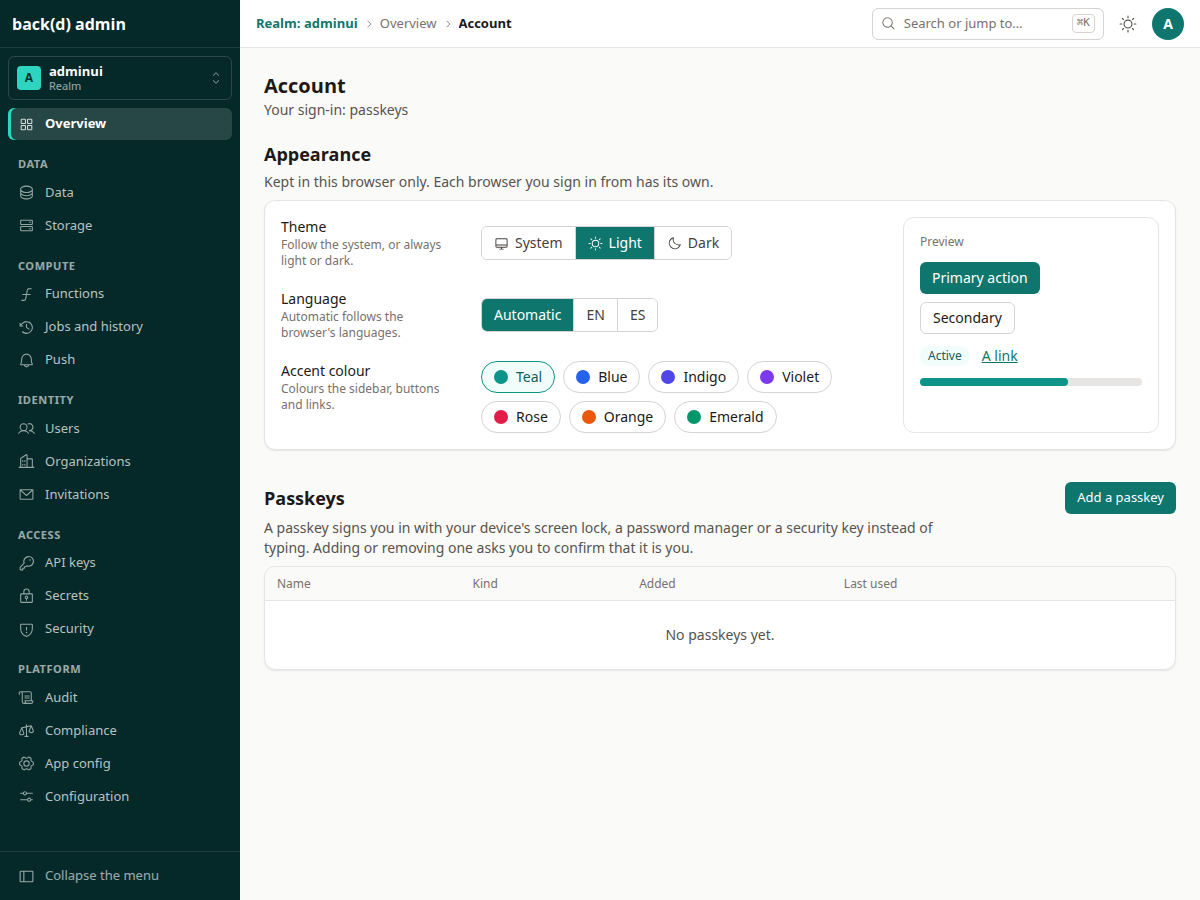 back(d) admin
A
adminui
Realm
Overview
DATA
Data
Storage
COMPUTE
Functions
Jobs and history
Push
IDENTITY
Users
Organizations
Invitations
ACCESS
API keys
Secrets
Security
PLATFORM
Audit
Compliance
App config
Configuration
Collapse the menu
Realm: adminui > Overview > Account
Search or jump to... ⌘K
A
Account
Your sign-in: passkeys
Appearance
Kept in this browser only. Each browser you sign in from has its own.
Theme
Follow the system, or always
light or dark.
System Light Dark
Language
Automatic follows the
browser's languages.
Automatic EN ES
Accent colour
Colours the sidebar, buttons
and links.
Teal Blue Indigo Violet
Rose Orange Emerald
Preview
Primary action
Secondary
Active A link
Passkeys
Add a passkey
A passkey signs you in with your device's screen lock, a password manager or a security key instead of
typing. Adding or removing one asks you to confirm that it is you.
Name Kind Added Last used
No passkeys yet.